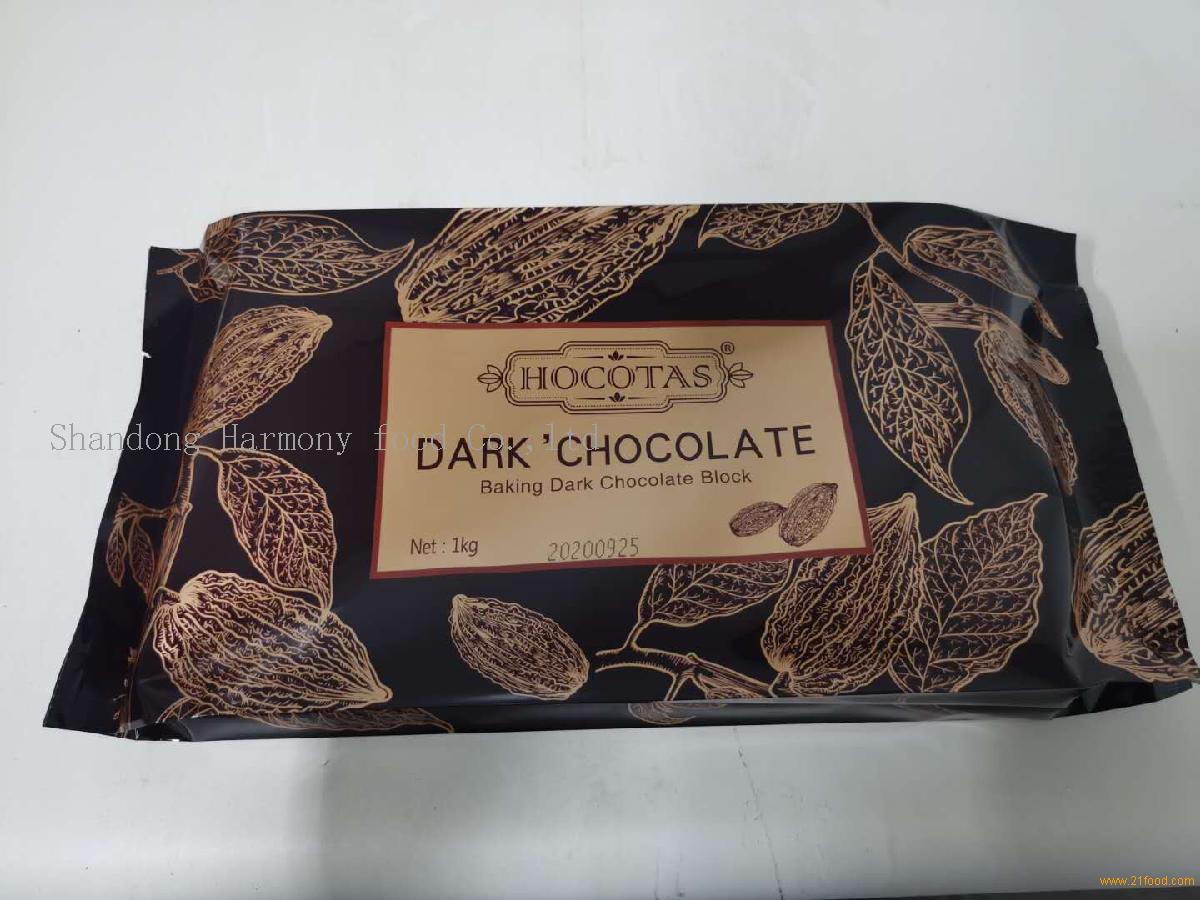 HOCOTAS®
Shandong Harmony food Co.,ltd
DARK 'CHOCOLATE
Baking Dark Chocolate Block
Net : 1kg
20200925
www.21food.com